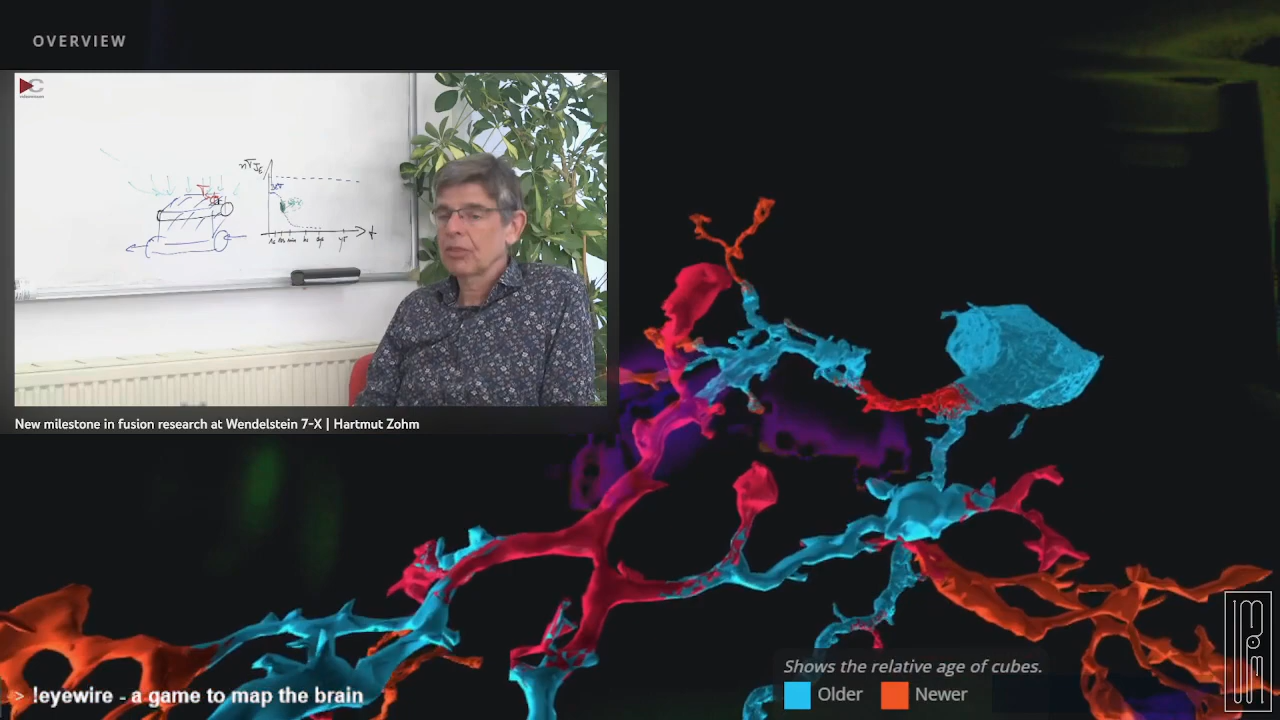 OVERVIEW
New milestone in fusion research at Wendelstein 7-X | Hartmut Zohm
Shows the relative age of cubes.
Older Newer
> !eyewire - a game to map the brain